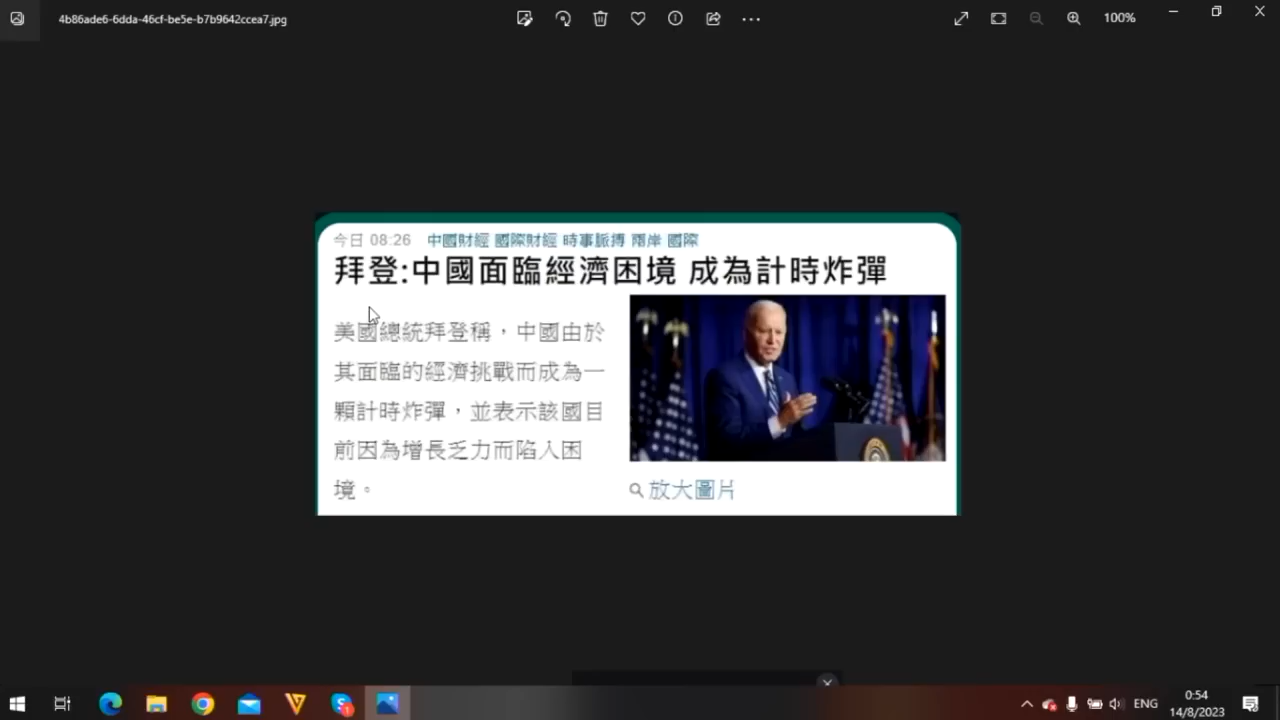 4b86ade6-6dda-46cf-be5e-b7b9642ccea7.jpg
100%
今日 08:26 中國財經 國際財經 時事脈搏 兩岸 國際
拜登:中國面臨經濟困境 成為計時炸彈
美國總統拜登稱，中國由於
其面臨的經濟挑戰而成為一
顆計時炸彈，並表示該國目
前因為增長乏力而陷入困
境。
放大圖片
ENG
0:54
14/8/2023